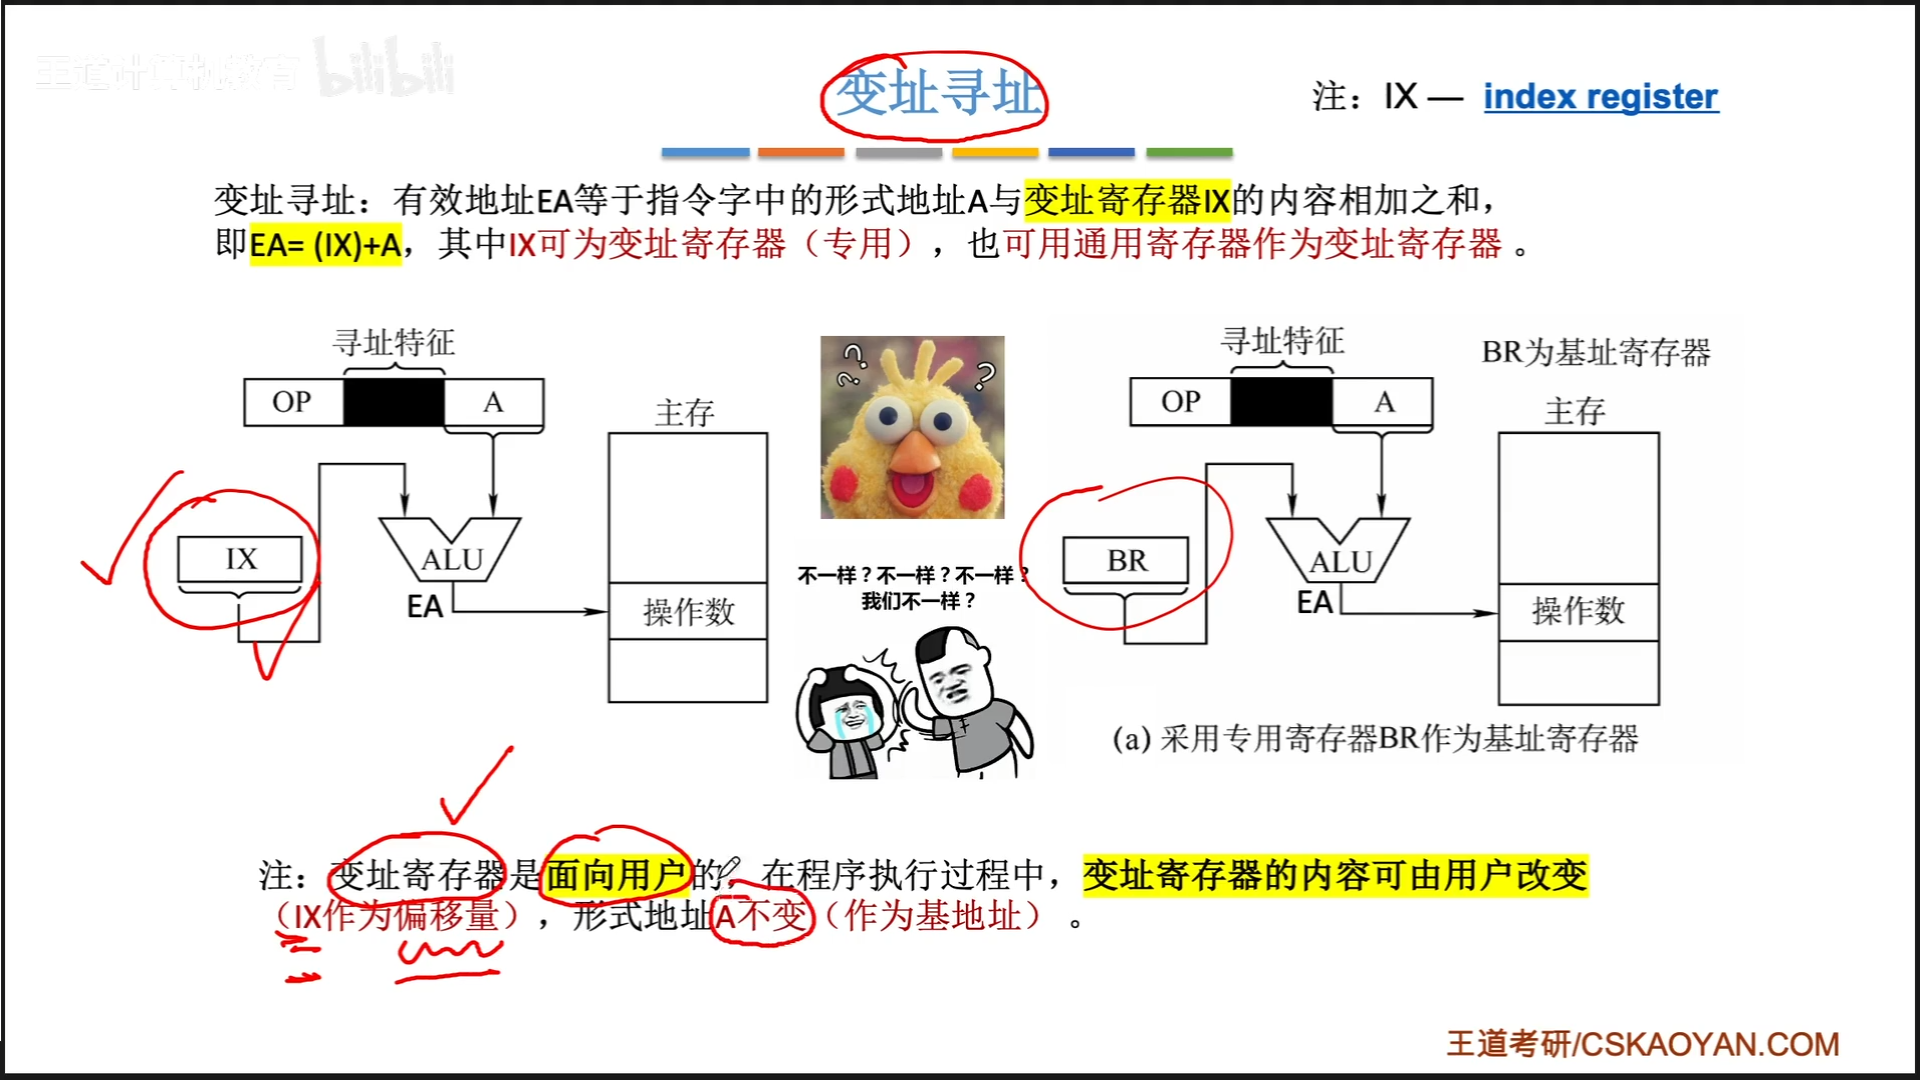 王道计算机教育 bilibili
变址寻址
注：IX — index register
变址寻址：有效地址EA等于指令字中的形式地址A与变址寄存器IX的内容相加之和，
即EA= (IX)+A，其中IX可为变址寄存器（专用），也可用通用寄存器作为变址寄存器 。
寻址特征
OP
A
主存
IX
ALU
EA
操作数
? ? ?
不一样？不一样？不一样？
我们不一样？
寻址特征
BR为基址寄存器
OP
A
主存
BR
ALU
EA
操作数
(a) 采用专用寄存器BR作为基址寄存器
注：变址寄存器是面向用户的，在程序执行过程中，变址寄存器的内容可由用户改变
（IX作为偏移量），形式地址A不变（作为基地址） 。
王道考研/CSKAOYAN.COM